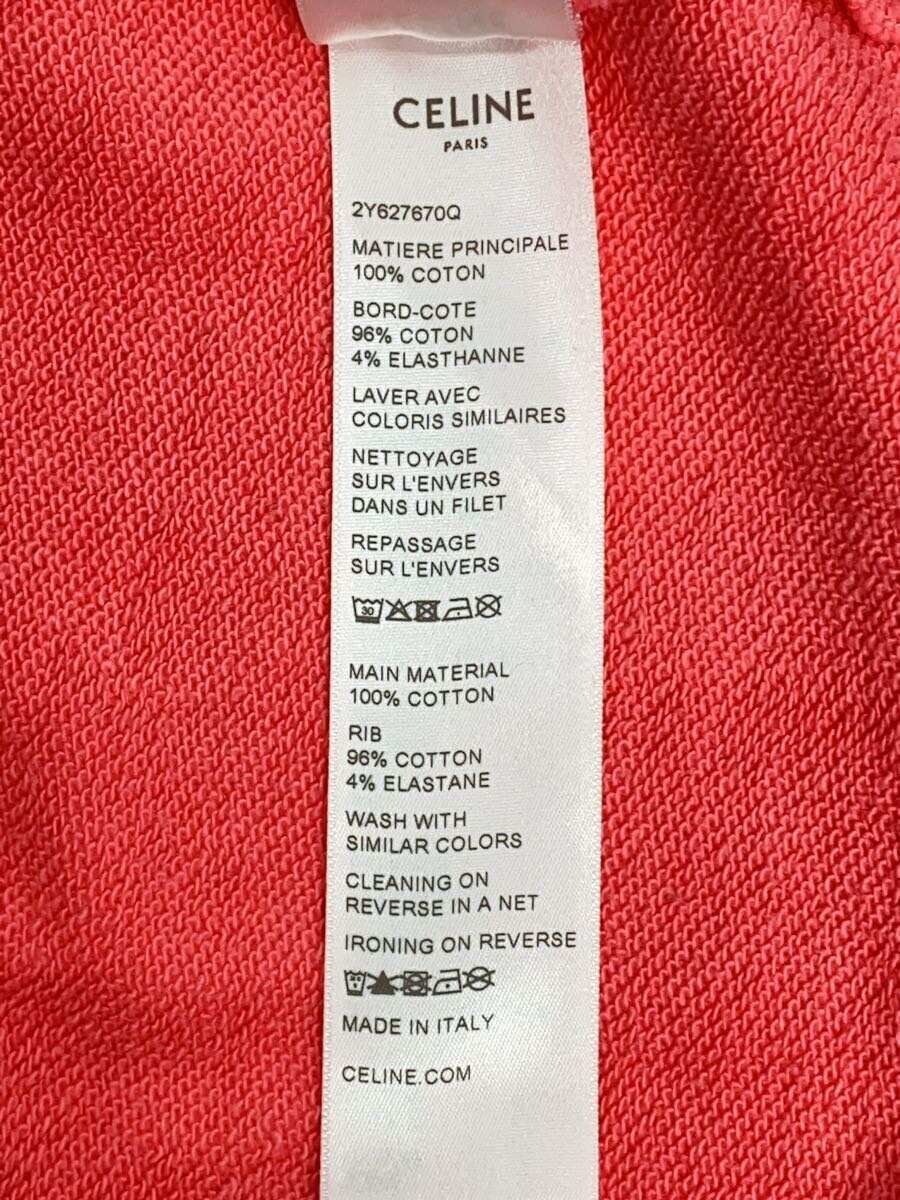 CELINE
PARIS
2Y627670Q
MATIERE PRINCIPALE
100% COTON
BORD-COTE
96% COTON
4% ELASTHANNE
LAVER AVEC
COLORIS SIMILAIRES
NETTOYAGE
SUR L'ENVERS
DANS UN FILET
REPASSAGE
SUR L'ENVERS
30
MAIN MATERIAL
100% COTTON
RIB
96% COTTON
4% ELASTANE
WASH WITH
SIMILAR COLORS
CLEANING ON
REVERSE IN A NET
IRONING ON REVERSE
MADE IN ITALY
CELINE.COM